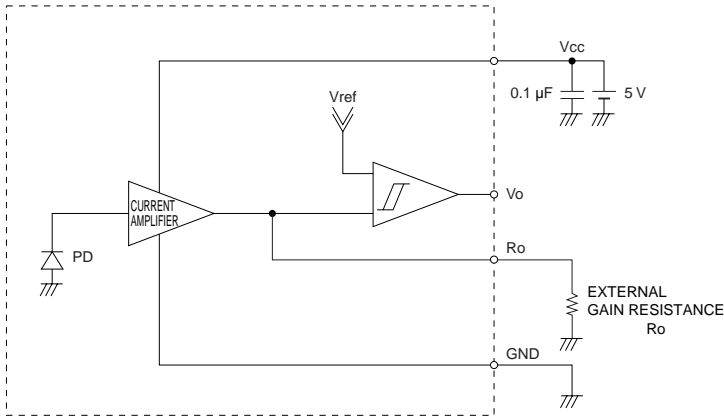 Vcc
0.1 µF
5 V
Vref
CURRENT
AMPLIFIER
Vo
PD
Ro
EXTERNAL
GAIN RESISTANCE
Ro
GND